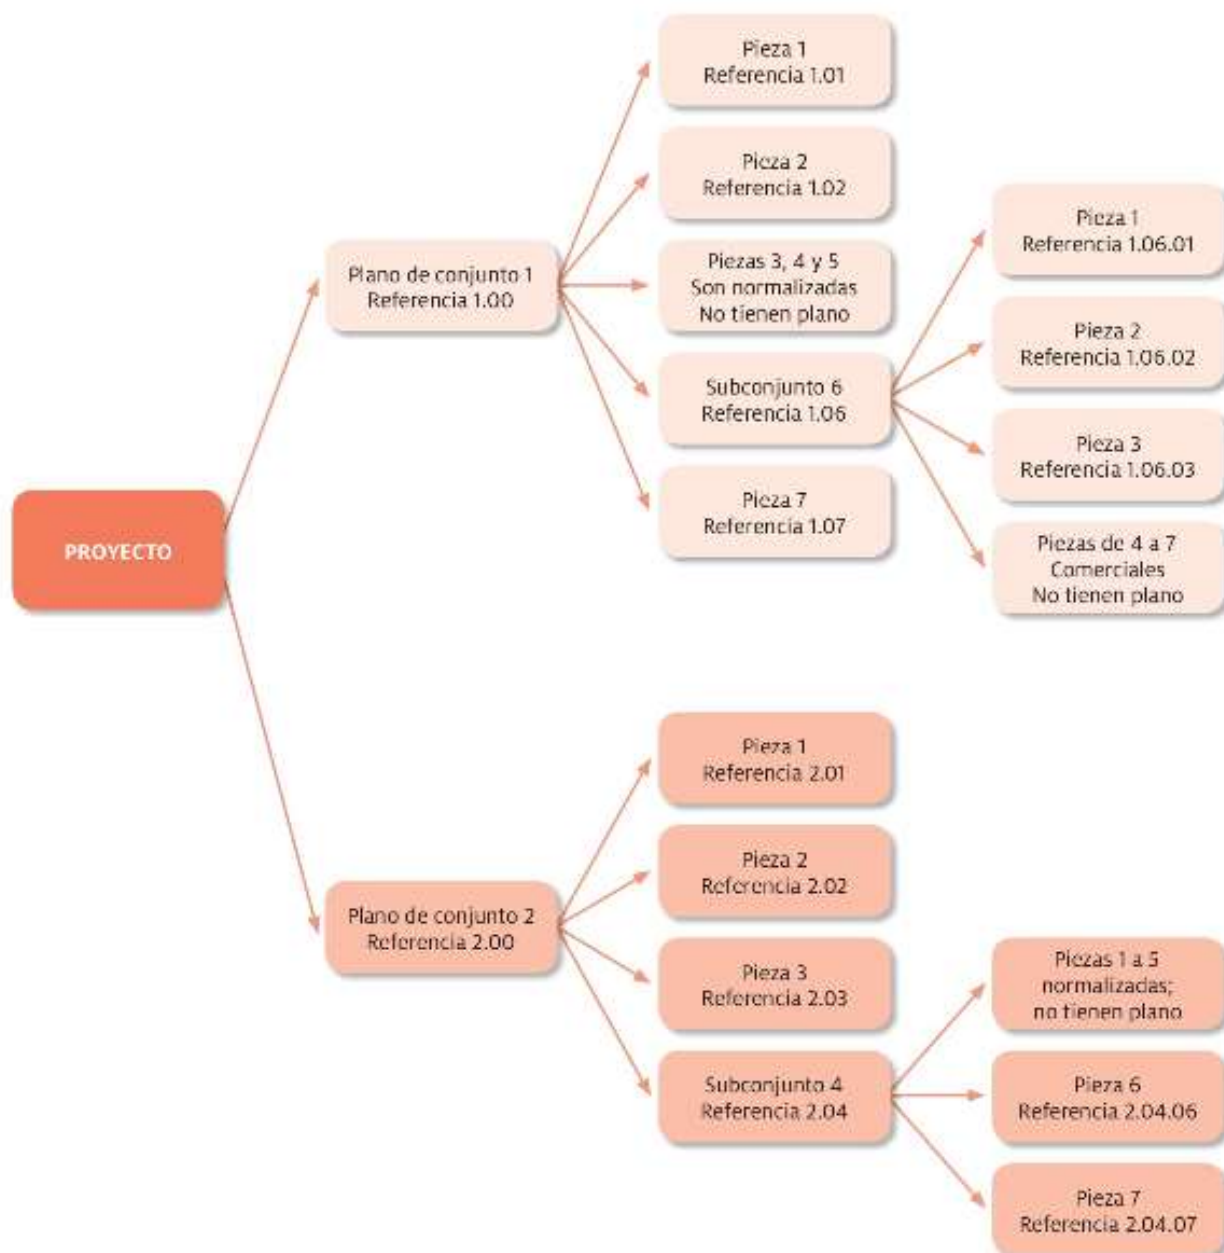 PROYECTO
Plano de conjunto 1
Referencia 1.00
Pieza 1
Referencia 1.01
Pieza 2
Referencia 1.02
Piezas 3, 4 y 5
Son normalizadas
No tienen plano
Subconjunto 6
Referencia 1.06
Pieza 7
Referencia 1.07
Pieza 1
Referencia 1.06.01
Pieza 2
Referencia 1.06.02
Pieza 3
Referencia 1.06.03
Piezas de 4 a 7
Comerciales
No tienen plano
Plano de conjunto 2
Referencia 2.00
Pieza 1
Referencia 2.01
Pieza 2
Referencia 2.02
Pieza 3
Referencia 2.03
Subconjunto 4
Referencia 2.04
Piezas 1 a 5
normalizadas;
no tienen plano
Pieza 6
Referencia 2.04.06
Pieza 7
Referencia 2.04.07